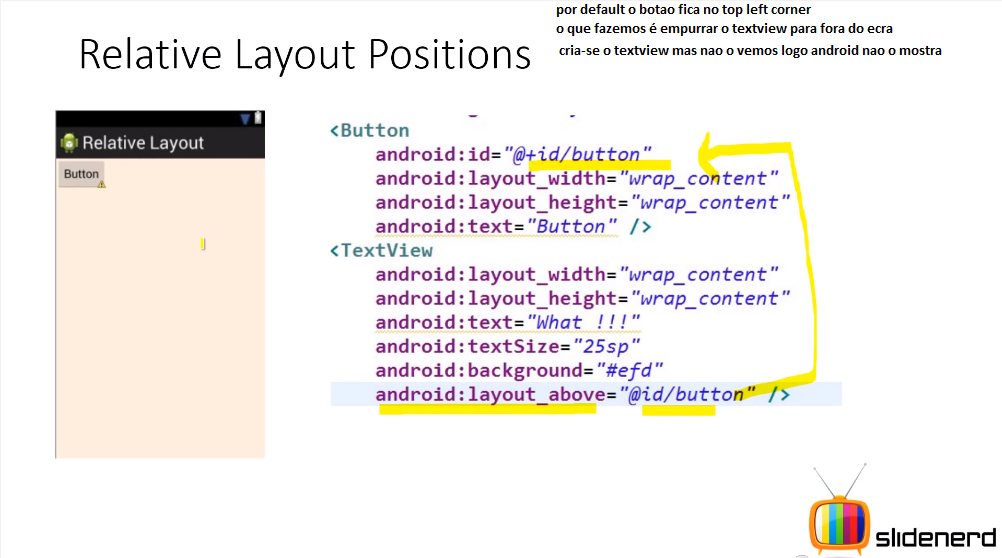 por default o botao fica no top left corner
o que fazemos é empurrar o textview para fora do ecra
cria-se o textview mas nao o vemos logo android nao o mostra
Relative Layout Positions
Relative Layout
Button
<Button
android:id="@+id/button"
android:layout_width="wrap_content"
android:layout_height="wrap_content"
android:text="Button" />
<TextView
android:layout_width="wrap_content"
android:layout_height="wrap_content"
android:text="What !!!"
android:textSize="25sp"
android:background="#efd"
android:layout_above="@id/button" />
slidenerd